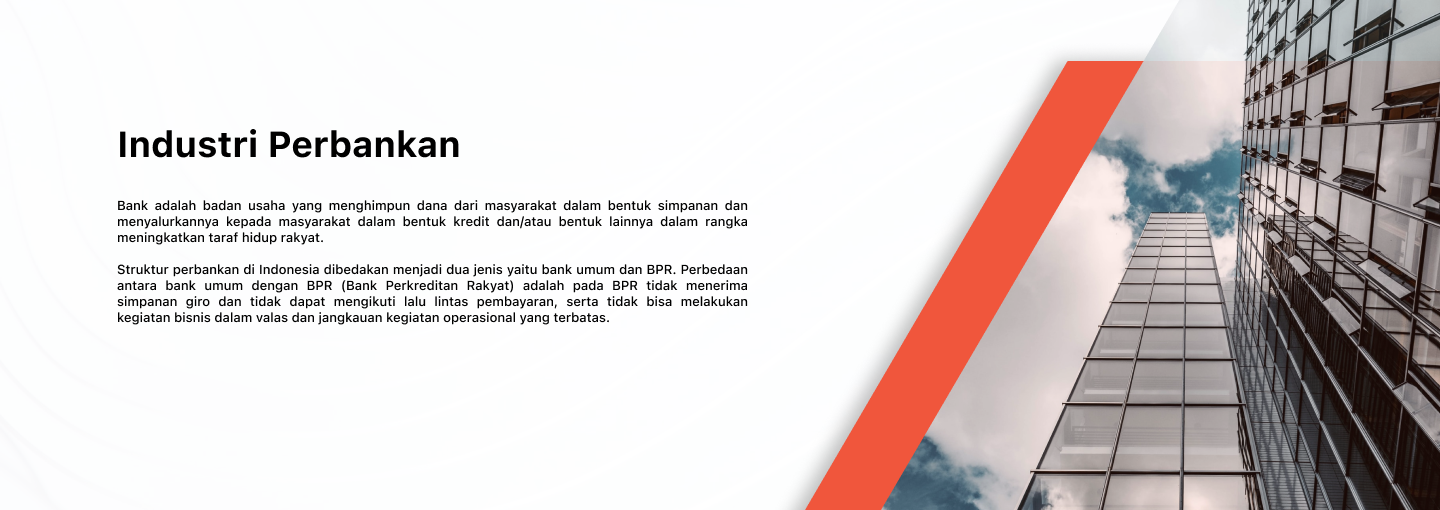 Industri Perbankan
Bank adalah badan usaha yang menghimpun dana dari masyarakat dalam bentuk simpanan dan
menyalurkannya kepada masyarakat dalam bentuk kredit dan/atau bentuk lainnya dalam rangka
meningkatkan taraf hidup rakyat.
Struktur perbankan di Indonesia dibedakan menjadi dua jenis yaitu bank umum dan BPR. Perbedaan
antara bank umum dengan BPR (Bank Perkreditan Rakyat) adalah pada BPR tidak menerima
simpanan giro dan tidak dapat mengikuti lalu lintas pembayaran, serta tidak bisa melakukan
kegiatan bisnis dalam valas dan jangkauan kegiatan operasional yang terbatas.